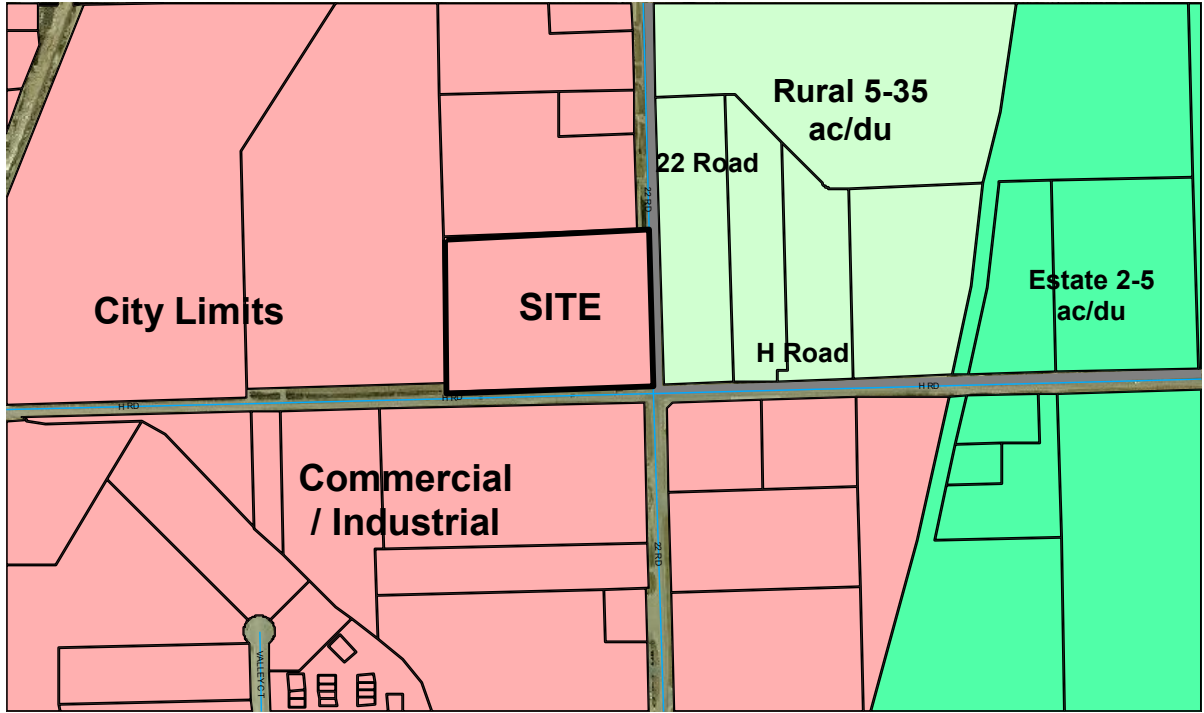 Rural 5-35
ac/du
22 Road
22 RD
City Limits
SITE
Estate 2-5
ac/du
H Road
H RD
H RD
H RD
Commercial
/ Industrial
22 RD
VALLEY CT